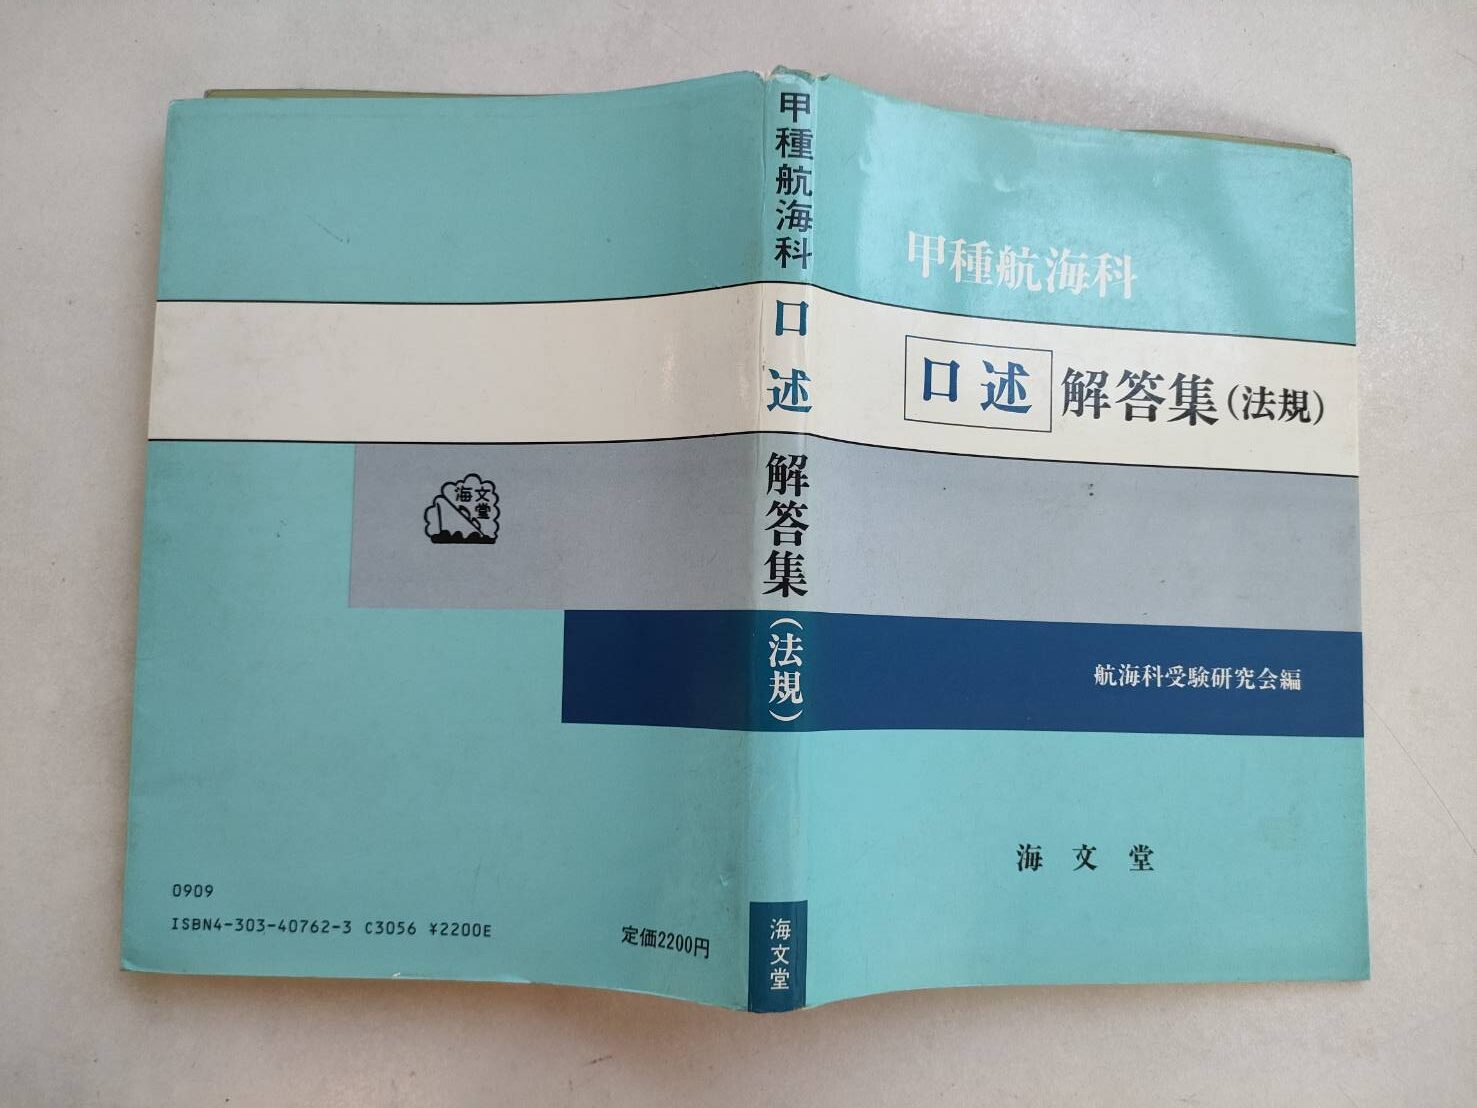 甲種航海科
口述 解答集(法規)
航海科受験研究会編
海文堂
甲種航海科 口述 解答集(法規)
海文堂
海文堂
0909
ISBN4-303-40762-3 C3056 ¥2200E
定価2200円